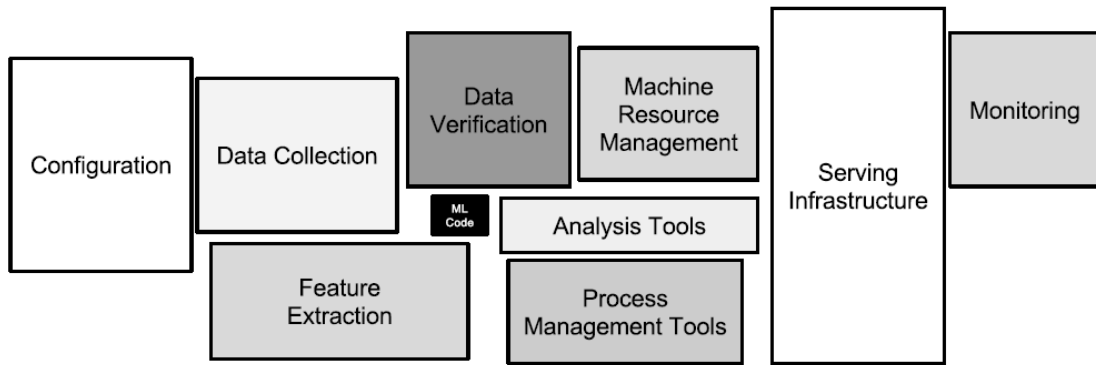 Configuration
Data Collection
Feature
Extraction
Data
Verification
ML
Code
Machine
Resource
Management
Analysis Tools
Process
Management Tools
Serving
Infrastructure
Monitoring